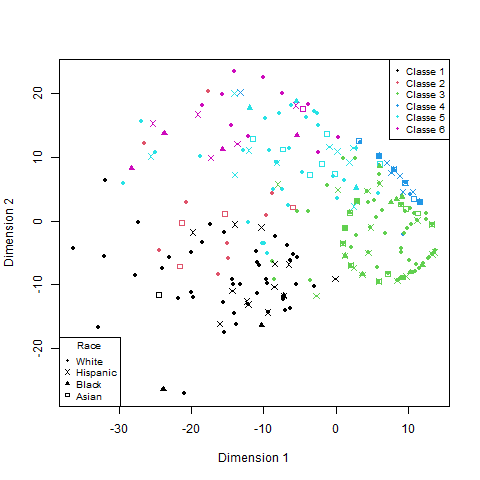 Classe 1
Classe 2
Classe 3
Classe 4
Classe 5
Classe 6
20
10
0
-10
-20
Dimension 2
Race
White
Hispanic
Black
Asian
-30
-20
-10
0
10
Dimension 1